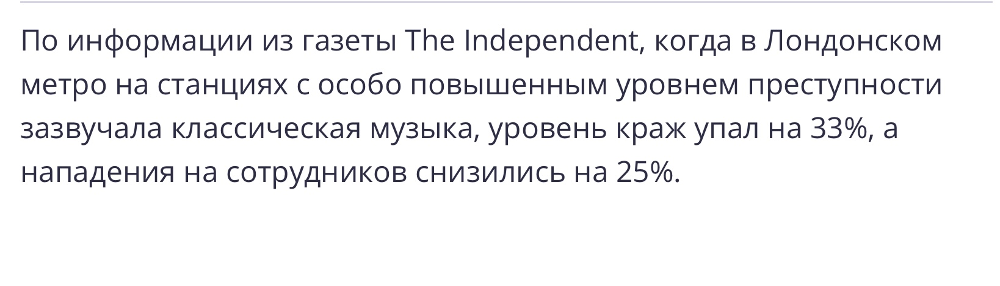 По информации из газеты The Independent, когда в Лондонском
метро на станциях с особо повышенным уровнем преступности
зазвучала классическая музыка, уровень краж упал на 33%, а
нападения на сотрудников снизились на 25%.